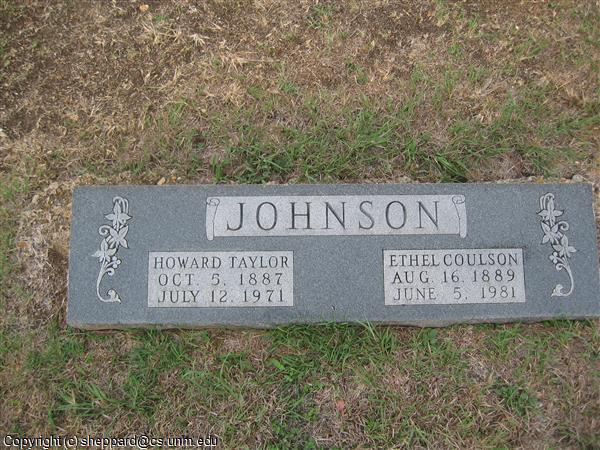 JOHNSON
HOWARD TAYLOR
OCT. 5, 1887
JULY 12, 1971
ETHEL COULSON
AUG. 16, 1889
JUNE 5, 1981
Copyright (c) sheppard@cs.unm.edu